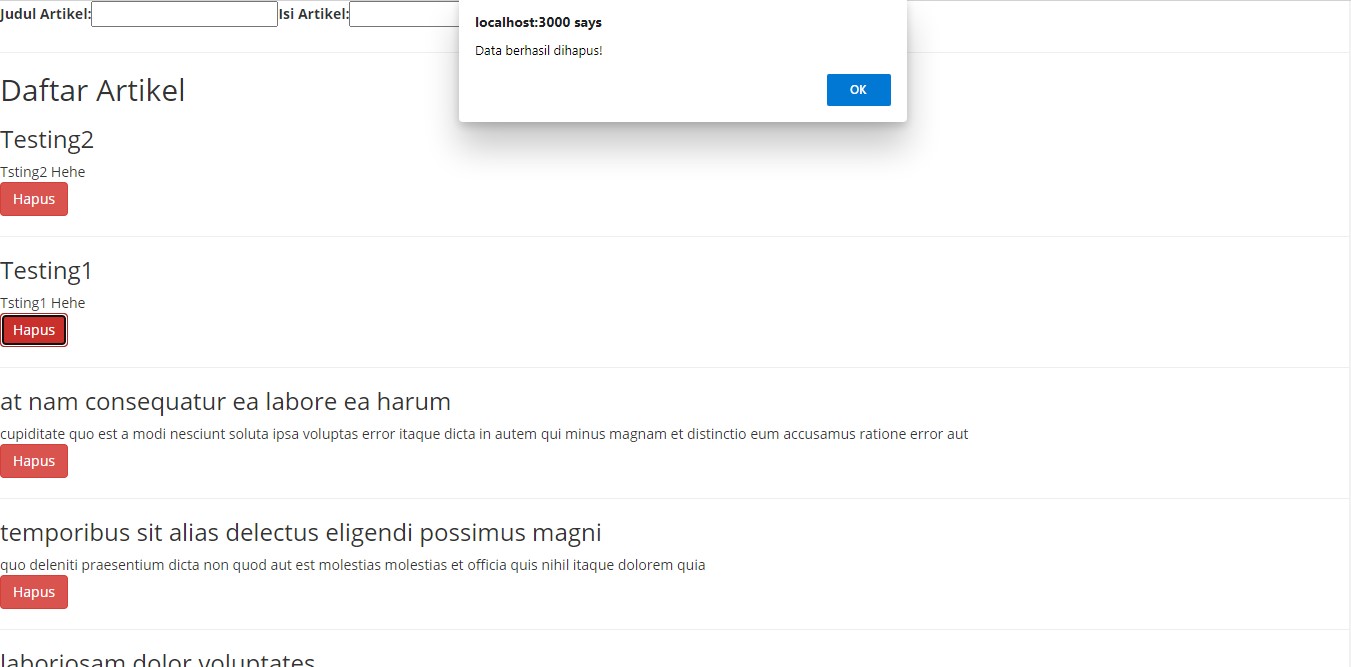 Judul Artikel: Isi Artikel:
localhost:3000 says
Data berhasil dihapus!
OK
Daftar Artikel
Testing2
Tsting2 Hehe
Hapus
Testing1
Tsting1 Hehe
Hapus
at nam consequatur ea labore ea harum
cupiditate quo est a modi nesciunt soluta ipsa voluptas error itaque dicta in autem qui minus magnam et distinctio eum accusamus ratione error aut
Hapus
temporibus sit alias delectus eligendi possimus magni
quo deleniti praesentium dicta non quod aut est molestias molestias et officia quis nihil itaque dolorem quia
Hapus
laboriosam dolor voluptates